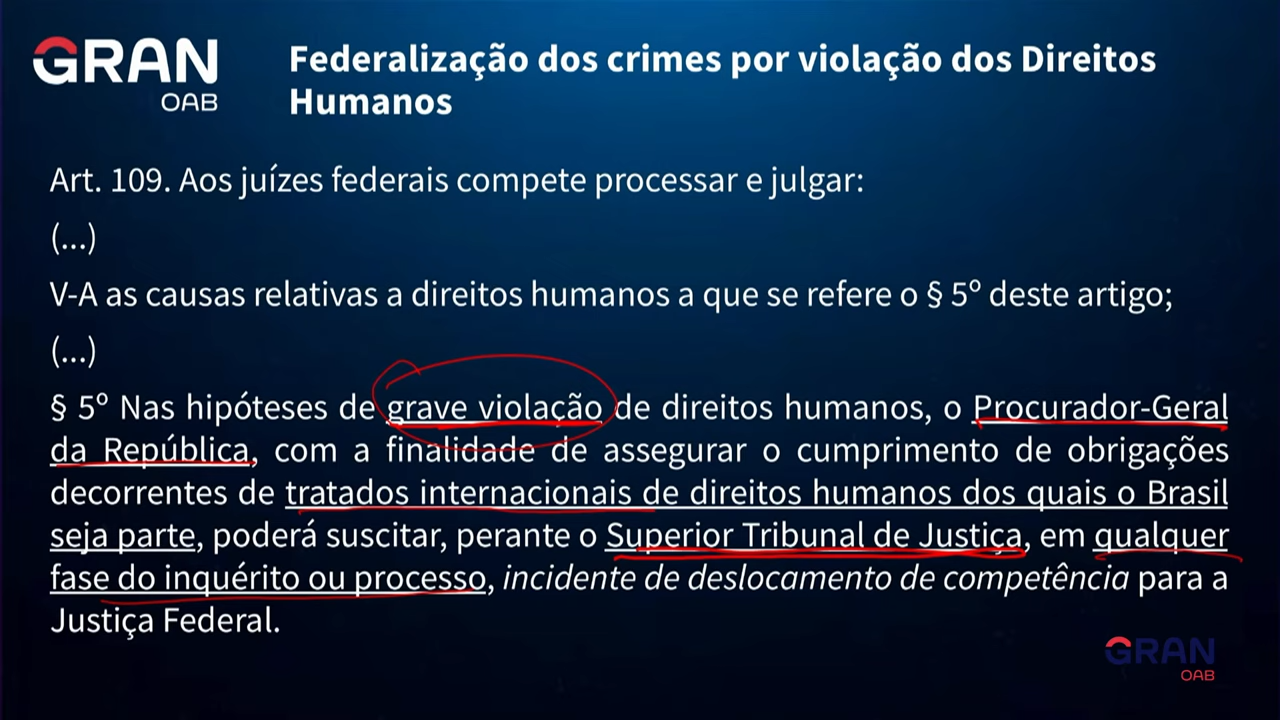 GRAN
OAB
Federalização dos crimes por violação dos Direitos
Humanos
Art. 109. Aos juízes federais compete processar e julgar:
(...)
V-A as causas relativas a direitos humanos a que se refere o § 5º deste artigo;
(...)
§ 5º Nas hipóteses de grave violação de direitos humanos, o Procurador-Geral
da República, com a finalidade de assegurar o cumprimento de obrigações
decorrentes de tratados internacionais de direitos humanos dos quais o Brasil
seja parte, poderá suscitar, perante o Superior Tribunal de Justiça, em qualquer
fase do inquérito ou processo, incidente de deslocamento de competência para a
Justiça Federal.
GRAN
OAB